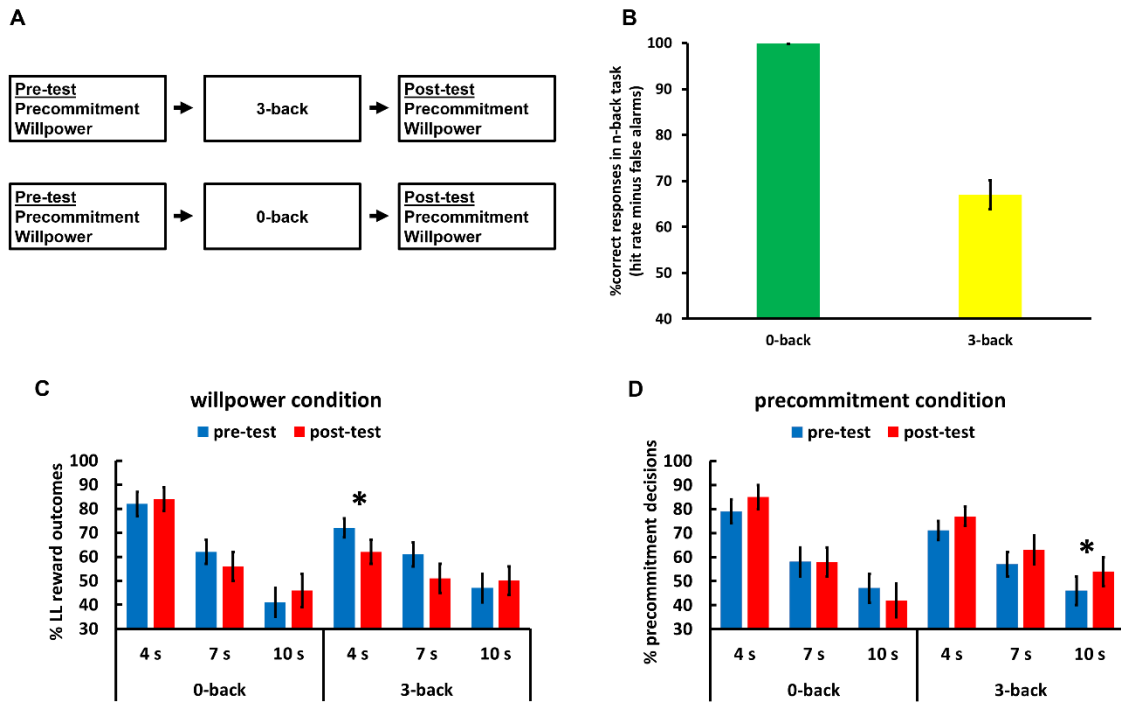 A
Pre-test
Precommitment
Willpower
3-back
Post-test
Precommitment
Willpower
Pre-test
Precommitment
Willpower
0-back
Post-test
Precommitment
Willpower
B
%correct responses in n-back task
(hit rate minus false alarms)
100
90
80
70
60
50
40
0-back
3-back
C
willpower condition
pre-test
post-test
% LL reward outcomes
100
90
80
70
60
50
40
30
*
4 s
7 s
10 s
4 s
7 s
10 s
0-back
3-back
D
precommitment condition
pre-test
post-test
% precommitment decisions
100
90
80
70
60
50
40
30
*
4 s
7 s
10 s
4 s
7 s
10 s
0-back
3-back